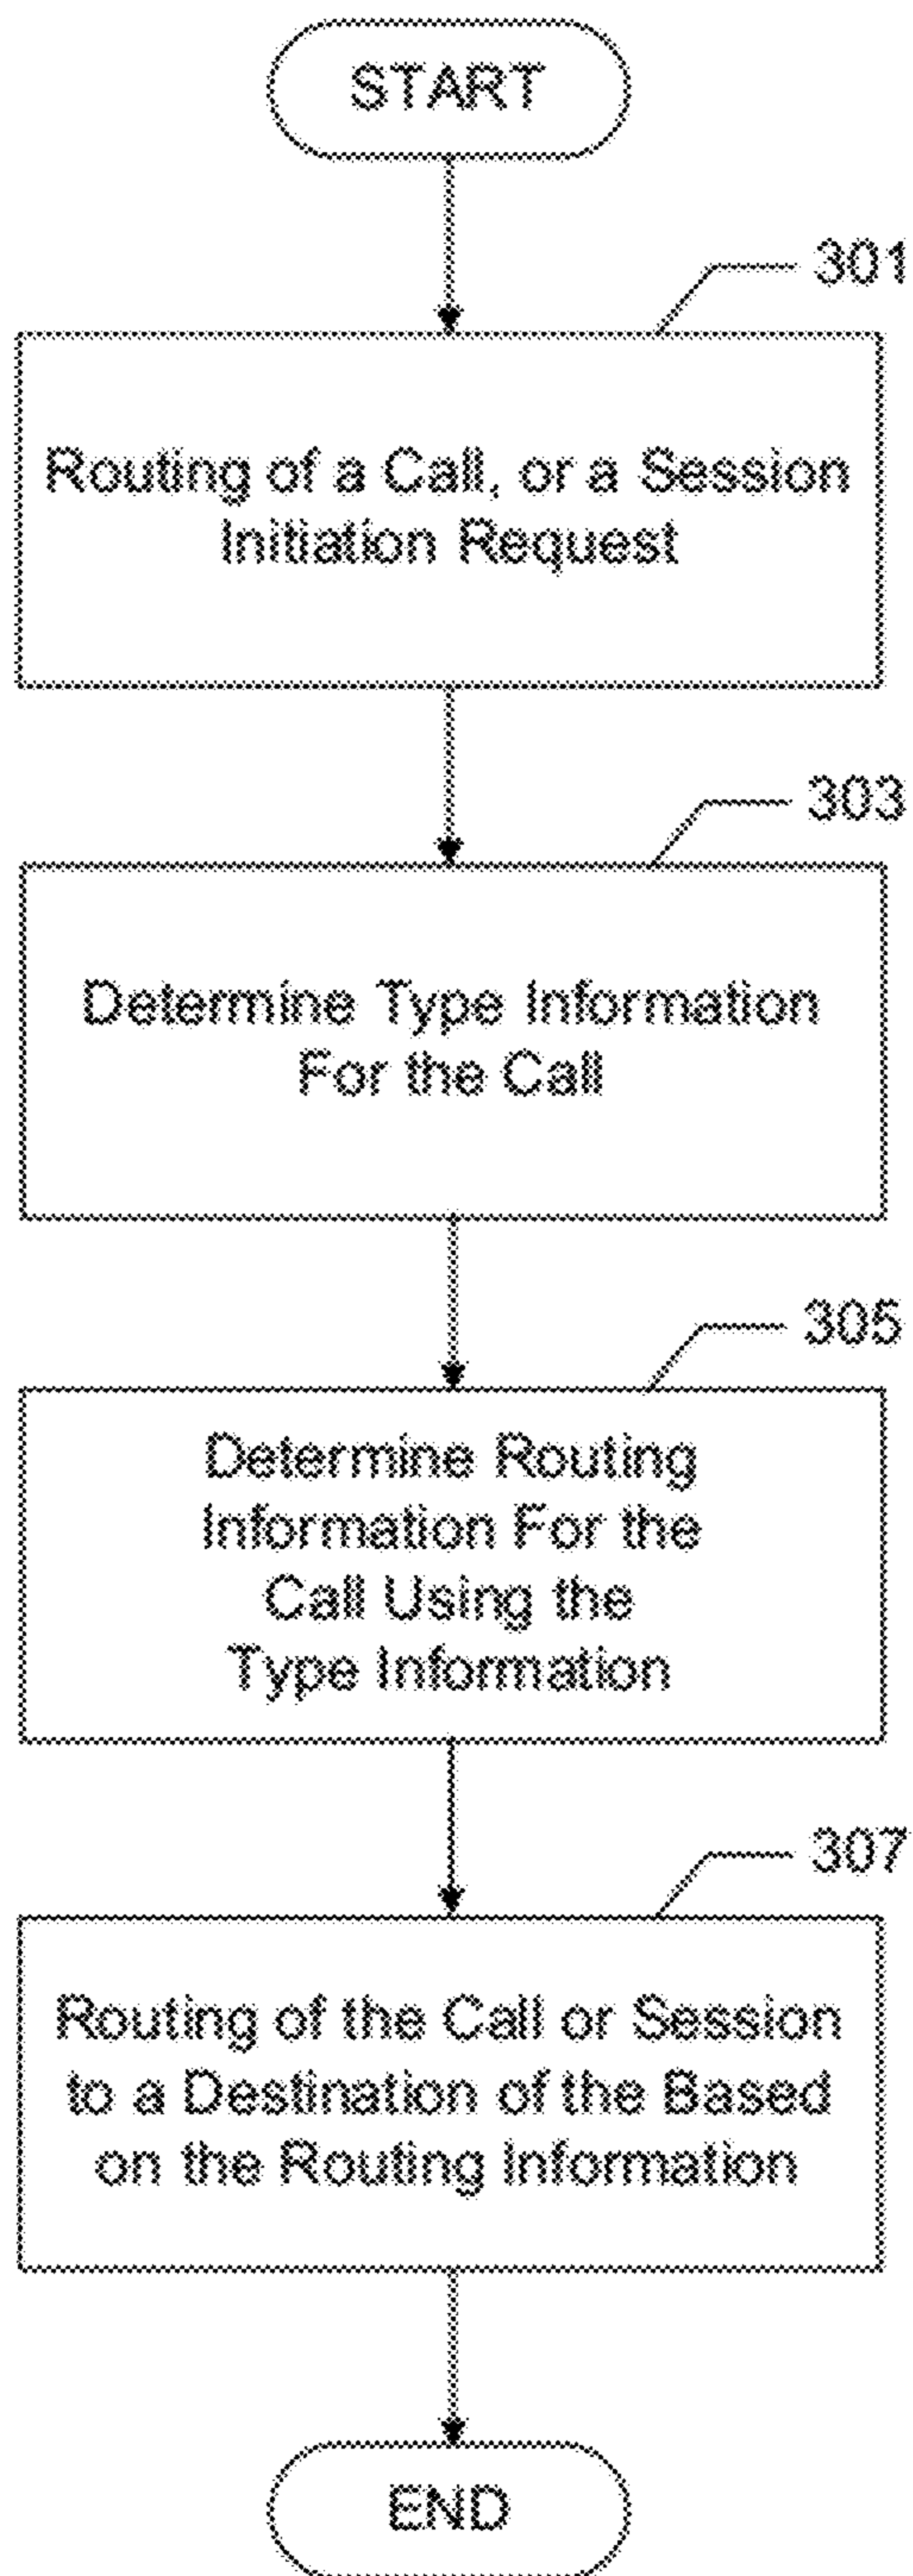 START
301
Routing of a Call, or a Session
Initiation Request
303
Determine Type Information
For the Call
305
Determine Routing
Information For the
Call Using the
Type Information
307
Routing of the Call or Session
to a Destination of the Based
on the Routing Information
END